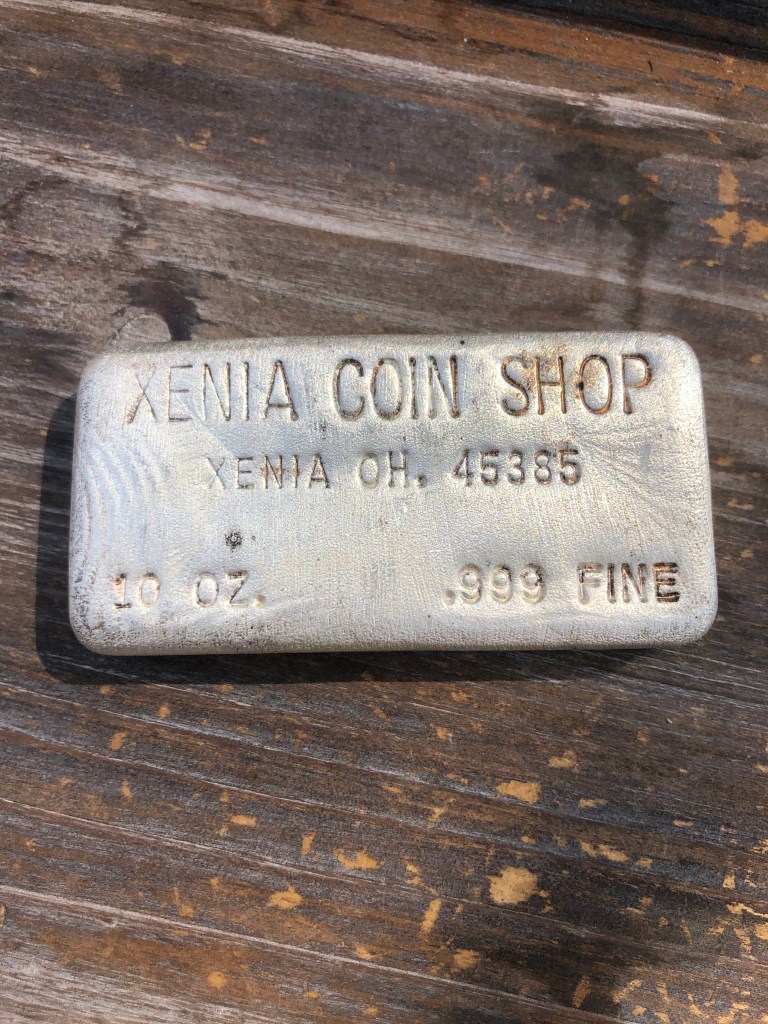 XENIA COIN SHOP
XENIA OH. 45385
10 OZ. .999 FINE